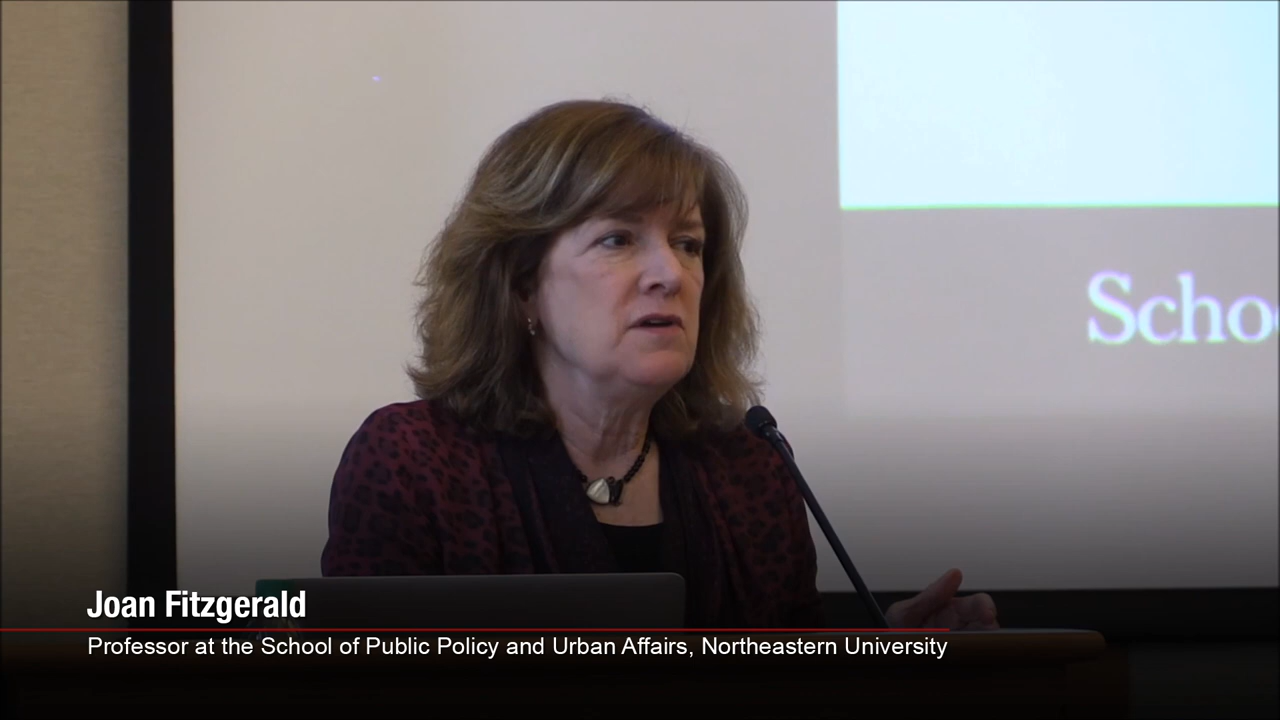 Scho
Joan Fitzgerald
Professor at the School of Public Policy and Urban Affairs, Northeastern University